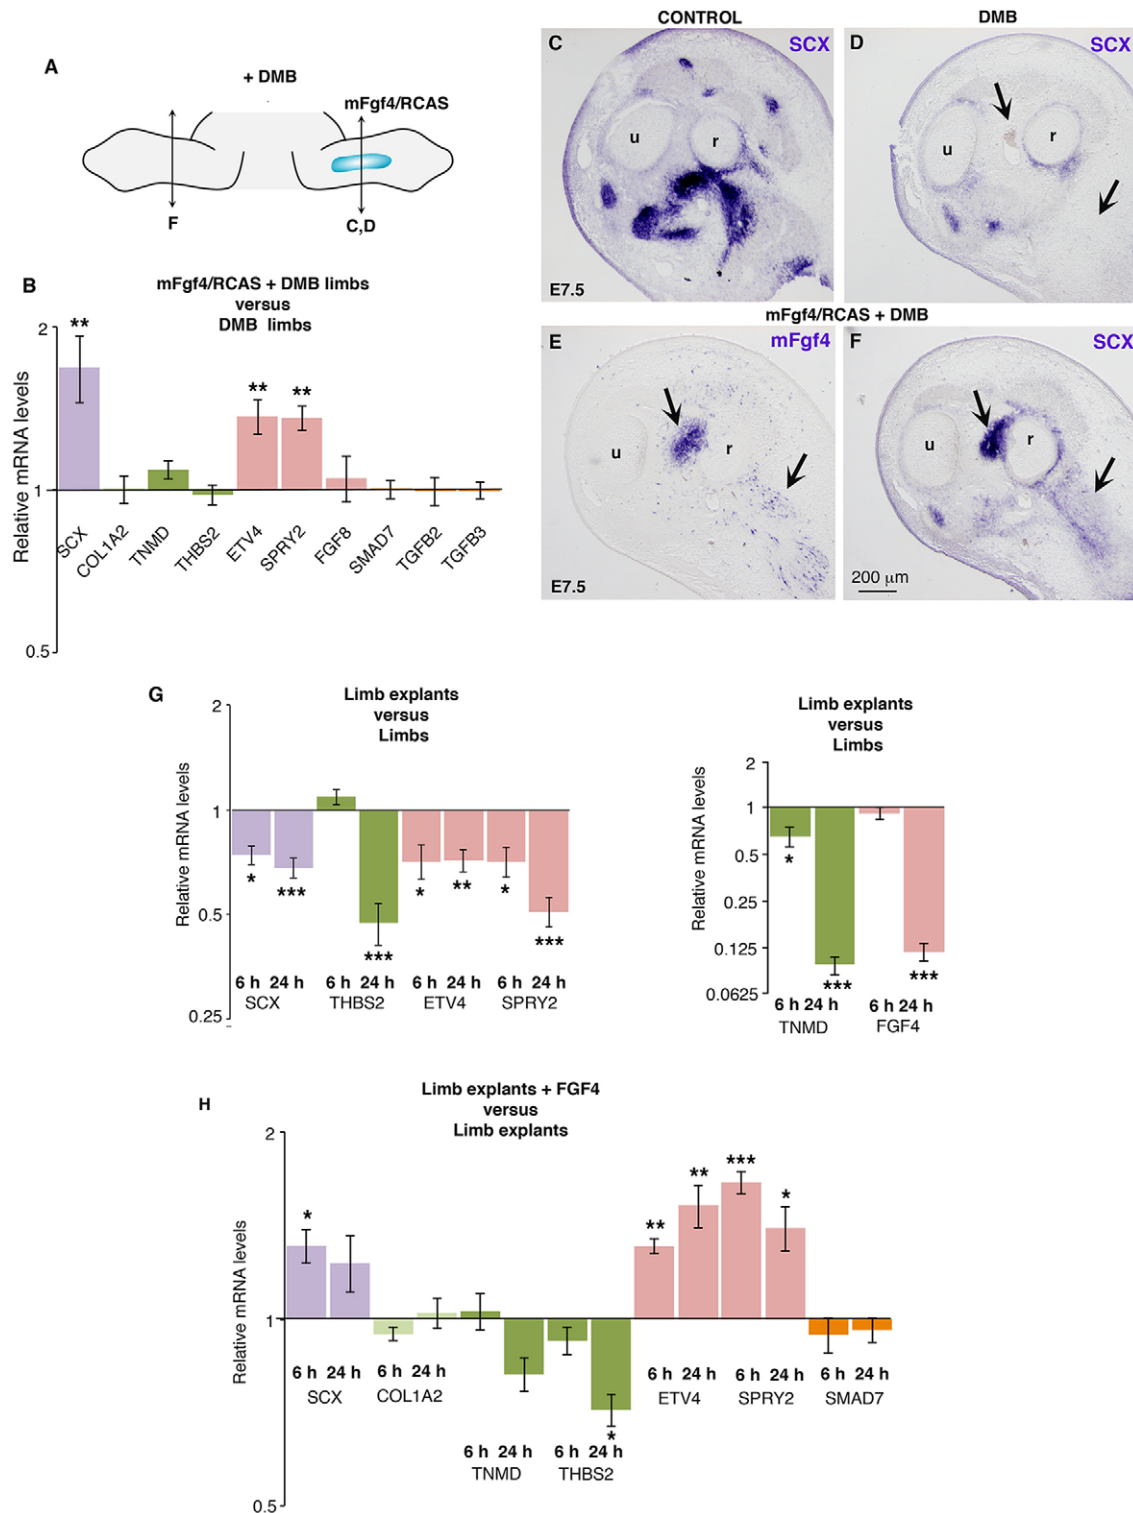 A
+ DMB
mFgf4/RCAS
F
C,D
CONTROL
C
SCX
u
r
E7.5
DMB
D
SCX
u
r
mFgf4/RCAS + DMB
E
mFgf4
u
r
E7.5
F
SCX
u
r
200 µm
B
mFgf4/RCAS + DMB limbs
versus
DMB limbs
Relative mRNA levels
2
1
0.5
**
**
**
SCX
COL1A2
TNMD
THBS2
ETV4
SPRY2
FGF8
SMAD7
TGFB2
TGFB3
G
Limb explants
versus
Limbs
Relative mRNA levels
2
1
0.5
0.25
*
***
***
*
**
*
***
6 h 24 h 6 h 24 h 6 h 24 h 6 h 24 h
SCX THBS2 ETV4 SPRY2
Limb explants
versus
Limbs
Relative mRNA levels
2
1
0.5
0.25
0.125
0.0625
*
***
***
6 h 24 h 6 h 24 h
TNMD FGF4
H
Limb explants + FGF4
versus
Limb explants
Relative mRNA levels
2
1
0.5
*
**
**
***
*
*
6 h 24 h 6 h 24 h 6 h 24 h 6 h 24 h 6 h 24 h
SCX COL1A2 ETV4 SPRY2 SMAD7
6 h 24 h 6 h 24 h
TNMD THBS2